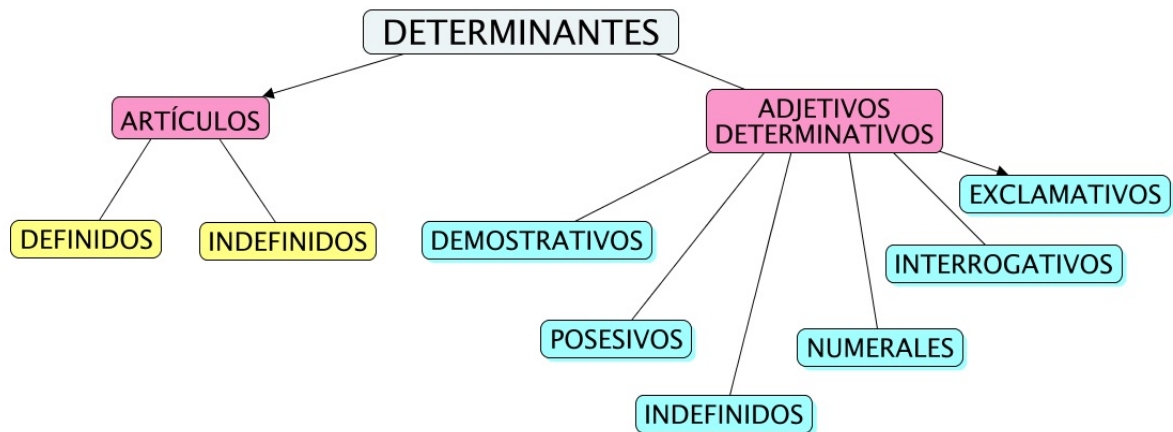 DETERMINANTES
ARTÍCULOS
ADJETIVOS
DETERMINATIVOS
DEFINIDOS
INDEFINIDOS
DEMOSTRATIVOS
POSESIVOS
INDEFINIDOS
NUMERALES
INTERROGATIVOS
EXCLAMATIVOS